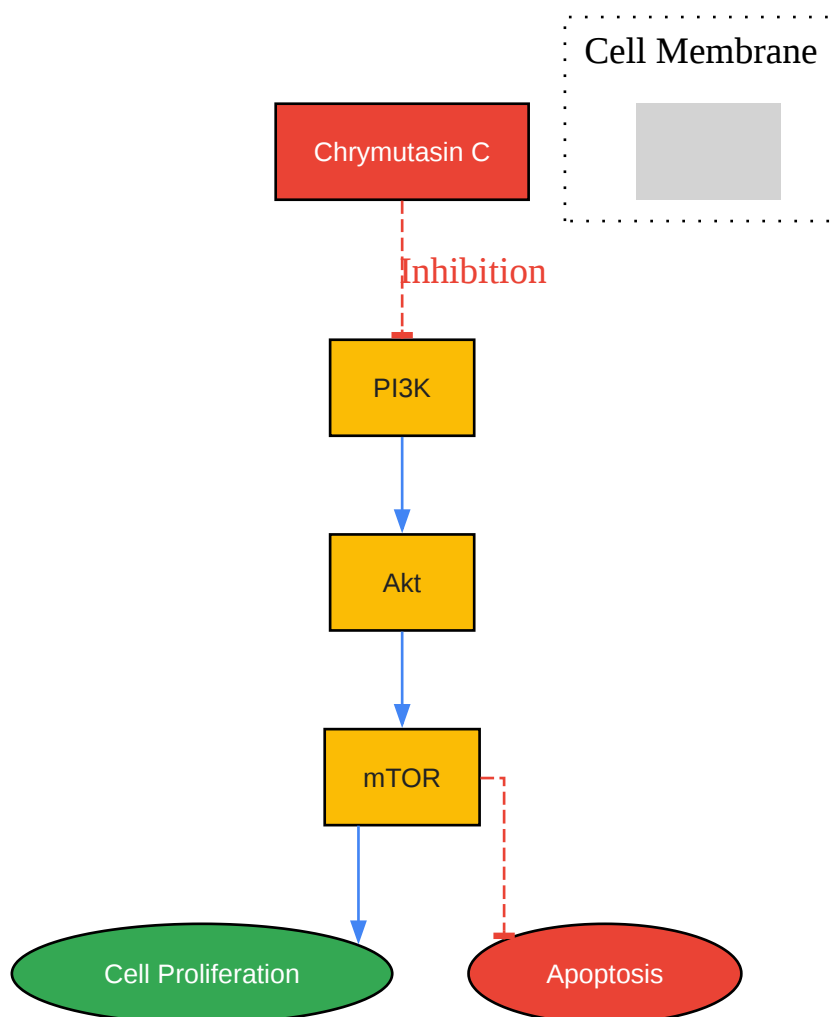 Cell Membrane
Chrymutasin C
Inhibition
PI3K
Akt
mTOR
Cell Proliferation
Apoptosis